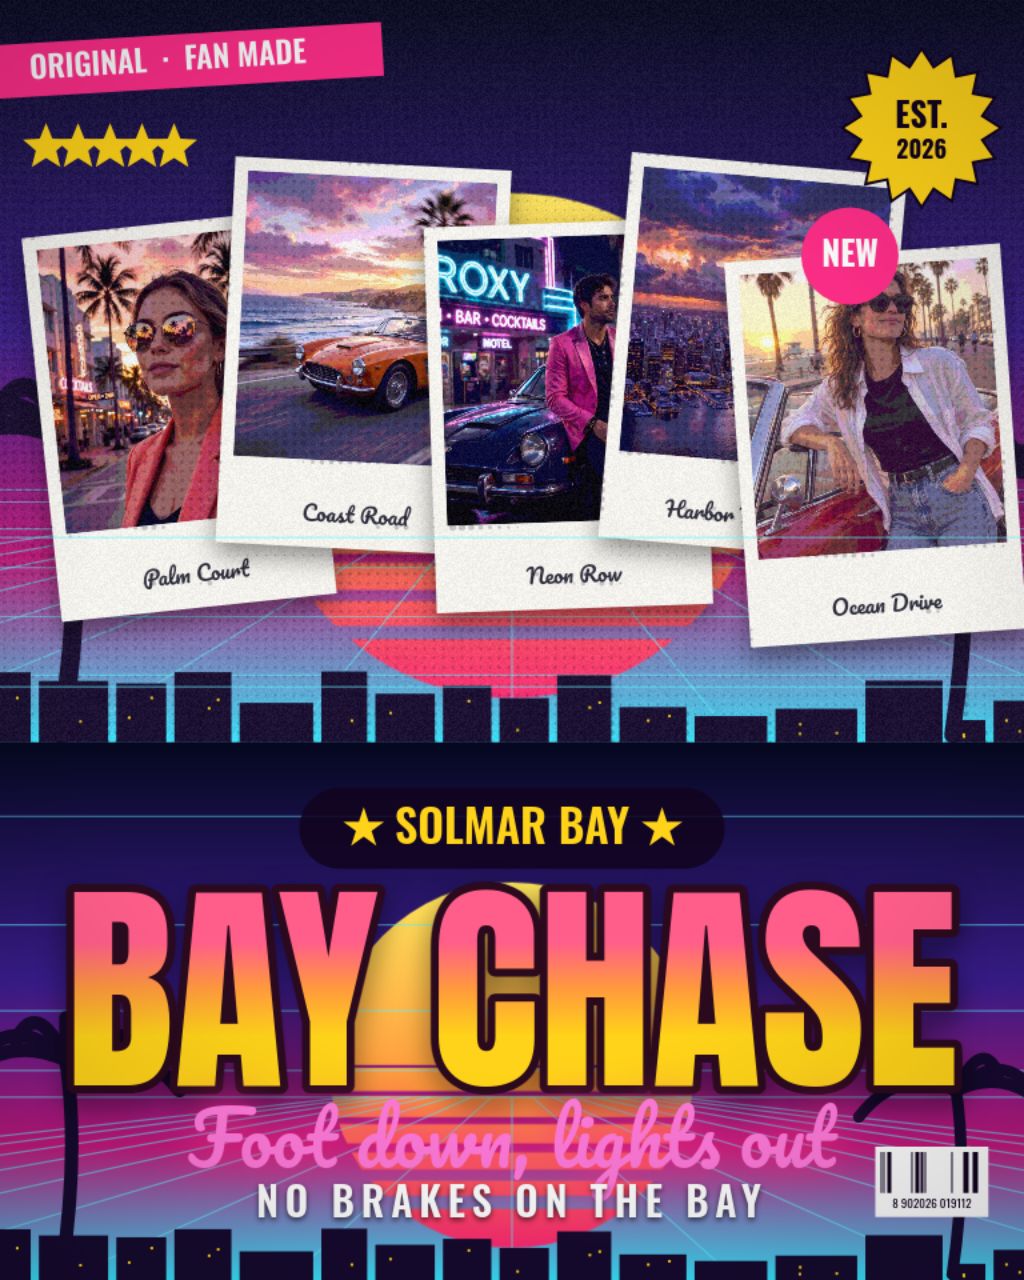 ORIGINAL · FAN MADE
EST.
2026
NEW
ROXY
· BAR · COCKTAILS
MOTEL
COCKTAILS
Coast Road
Harbor
Palm Court
Neon Row
Ocean Drive
★ SOLMAR BAY ★
BAY CHASE
Foot down, lights out
NO BRAKES ON THE BAY
8 902026 019112